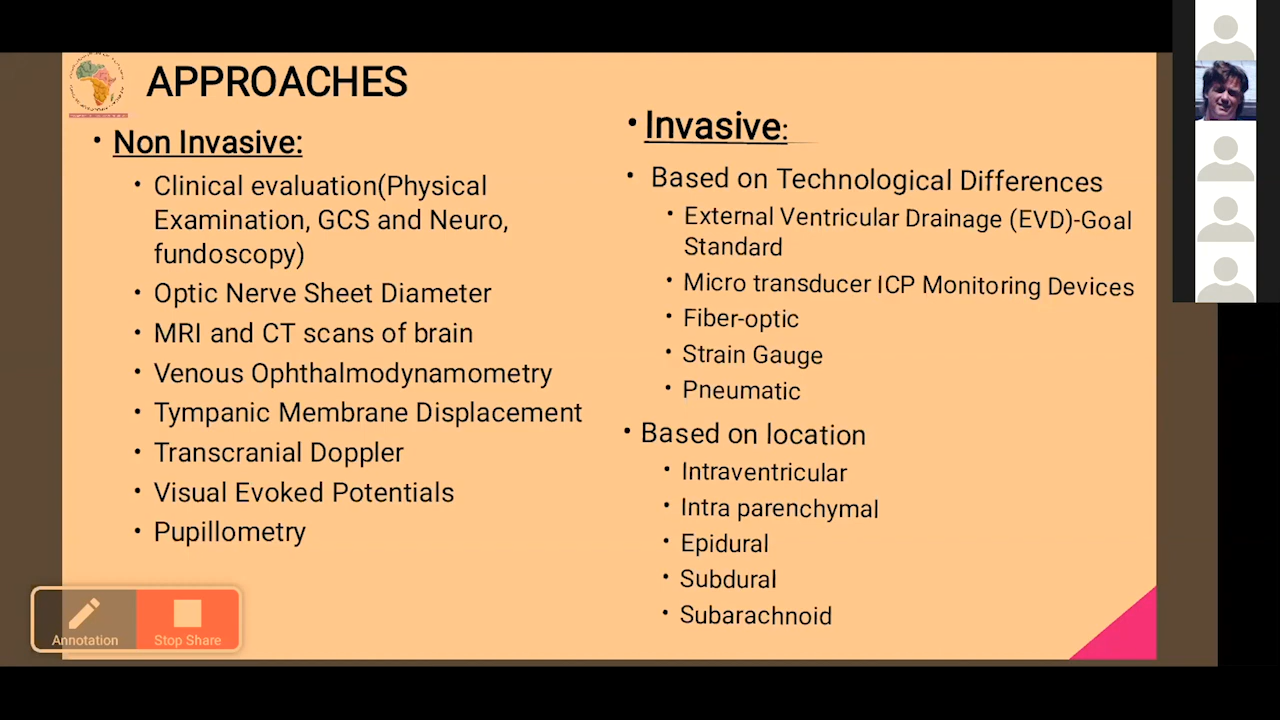 APPROACHES
• Non Invasive:
• Clinical evaluation(Physical
Examination, GCS and Neuro,
fundoscopy)
• Optic Nerve Sheet Diameter
• MRI and CT scans of brain
• Venous Ophthalmodynamometry
• Tympanic Membrane Displacement
• Transcranial Doppler
• Visual Evoked Potentials
• Pupillometry
• Invasive:
• Based on Technological Differences
• External Ventricular Drainage (EVD)-Goal
Standard
• Micro transducer ICP Monitoring Devices
• Fiber-optic
• Strain Gauge
• Pneumatic
• Based on location
• Intraventricular
• Intra parenchymal
• Epidural
• Subdural
• Subarachnoid
Annotation
Stop Share